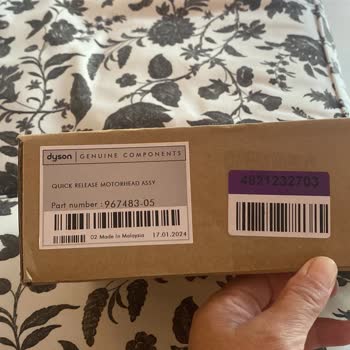 dyson GENUINE COMPONENTS
QUICK RELEASE MOTORHEAD ASSY
Part number : 967483-05
02 Made in Malaysia 17.01.2024
4821232703